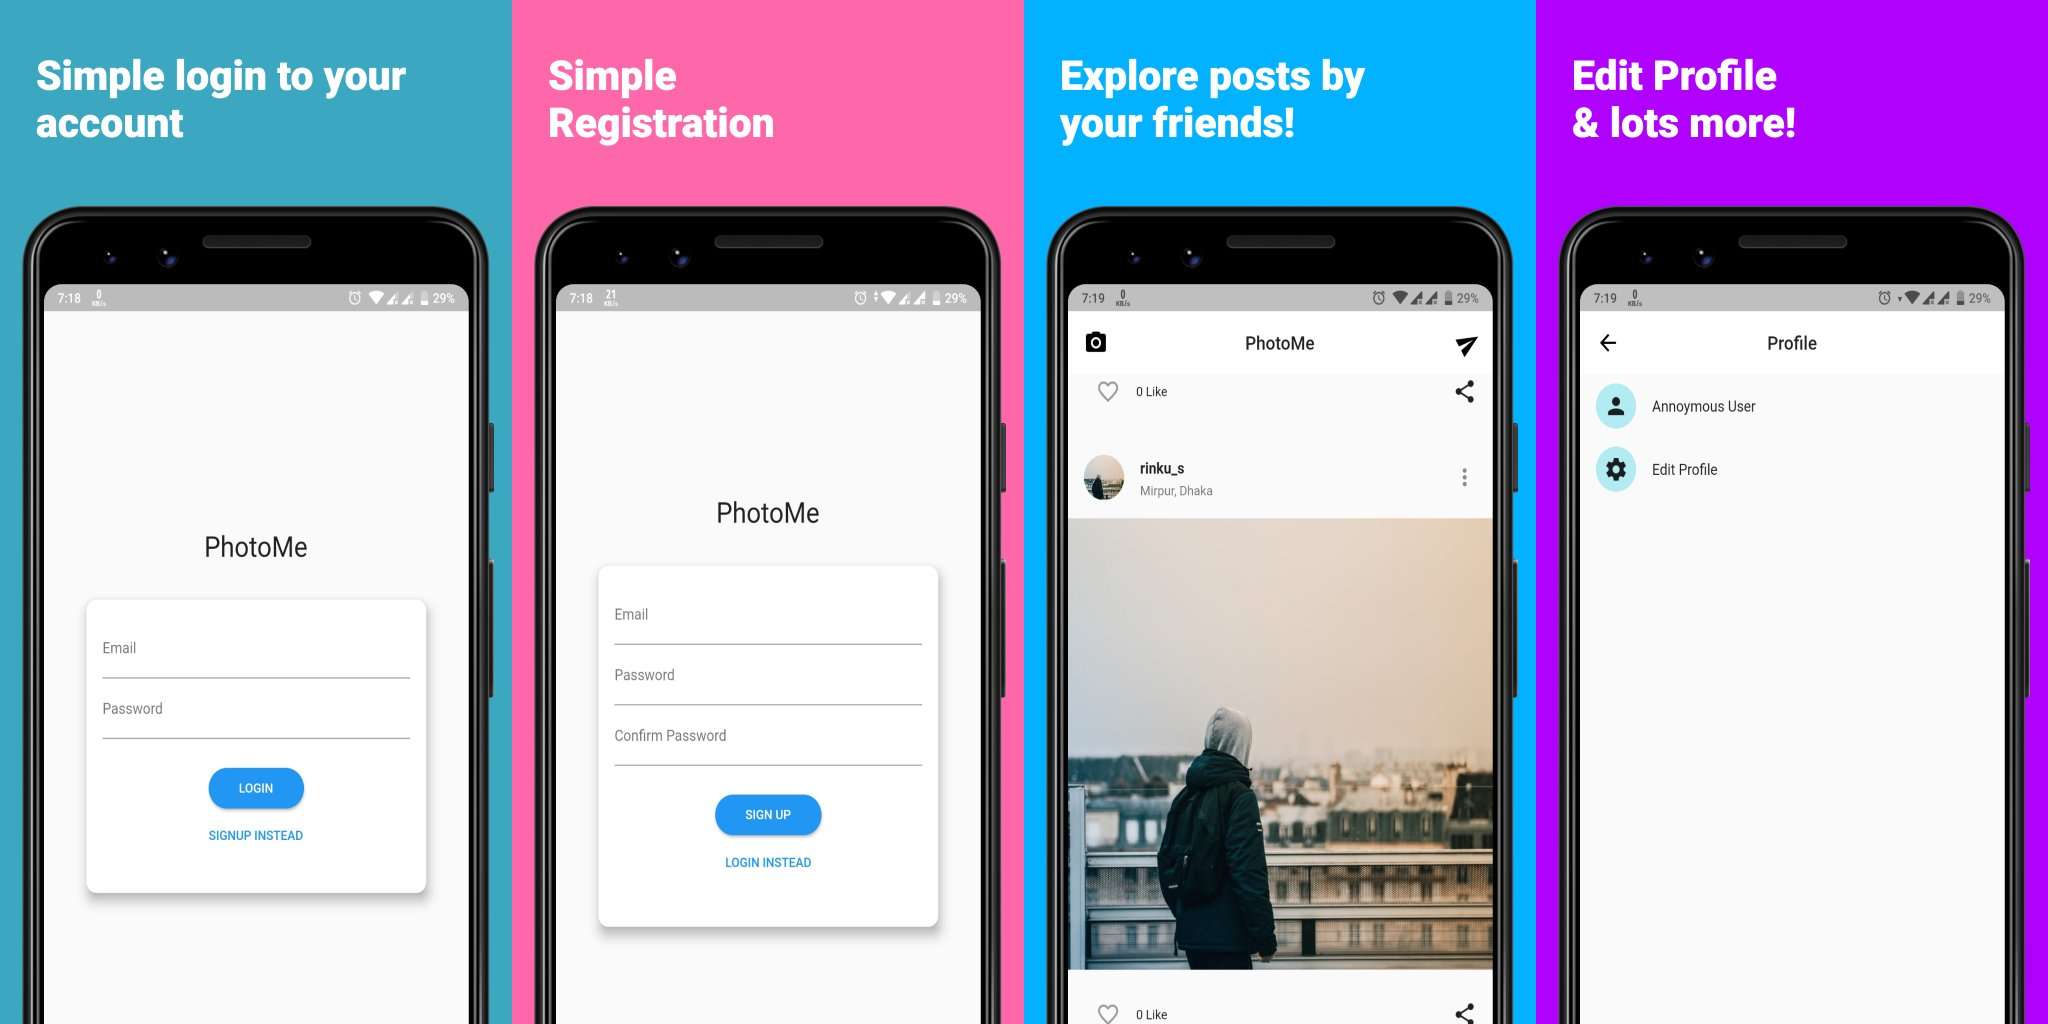 Simple login to your
account
7:18 0 KB/s 29%
PhotoMe
Email
Password
LOGIN
SIGNUP INSTEAD
Simple
Registration
7:18 21 KB/s 29%
PhotoMe
Email
Password
Confirm Password
SIGN UP
LOGIN INSTEAD
Explore posts by
your friends!
7:19 0 KB/s 29%
PhotoMe
0 Like
rinku_s
Mirpur, Dhaka
0 Like
Edit Profile
& lots more!
7:19 0 KB/s 29%
Profile
Annoymous User
Edit Profile